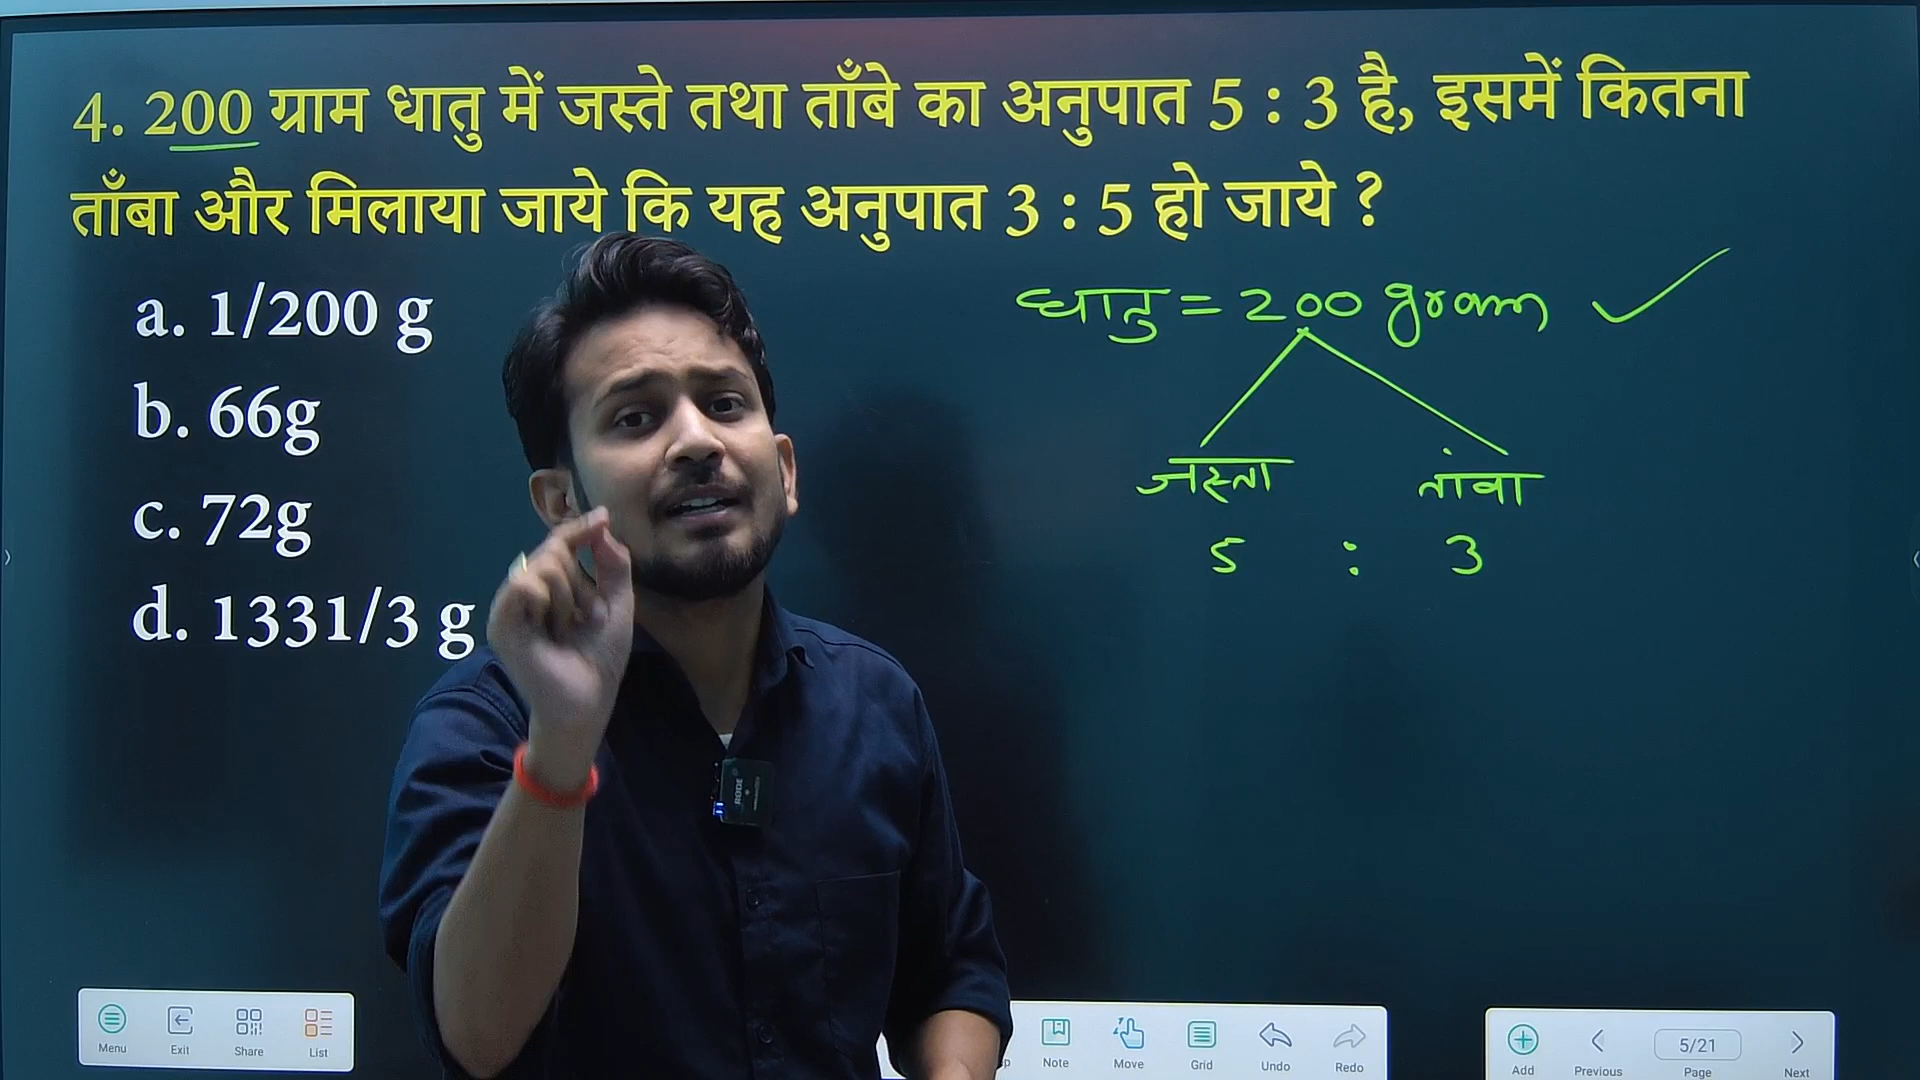 4. 200 ग्राम धातु में जस्ते तथा ताँबे का अनुपात 5 : 3 है, इसमें कितना
ताँबा और मिलाया जाये कि यह अनुपात 3 : 5 हो जाये ?
a. 1/200 g
b. 66g
c. 72g
d. 1331/3 g
धातु = 200 gram
जस्ता तांबा
5 : 3
RODE
Menu Exit Share List
Note Move Grid Undo Redo
Add Previous 5/21 Page Next